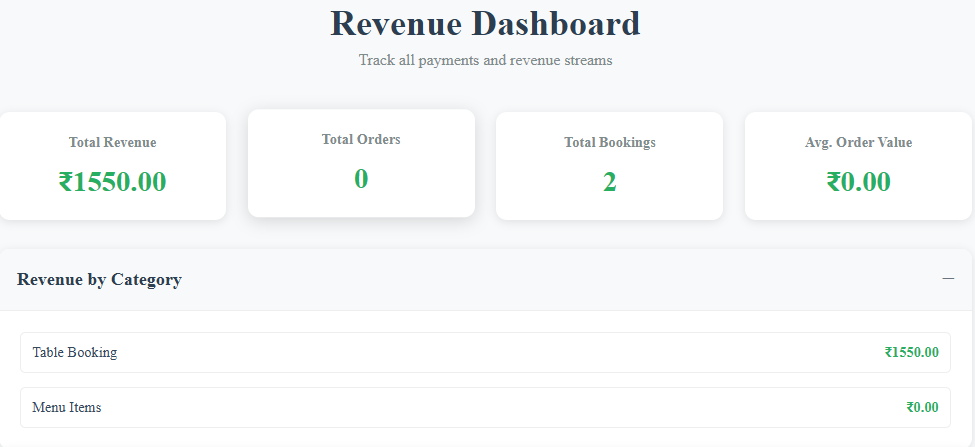 Revenue Dashboard
Track all payments and revenue streams
Total Revenue
₹1550.00
Total Orders
0
Total Bookings
2
Avg. Order Value
₹0.00
Revenue by Category —
Table Booking ₹1550.00
Menu Items ₹0.00